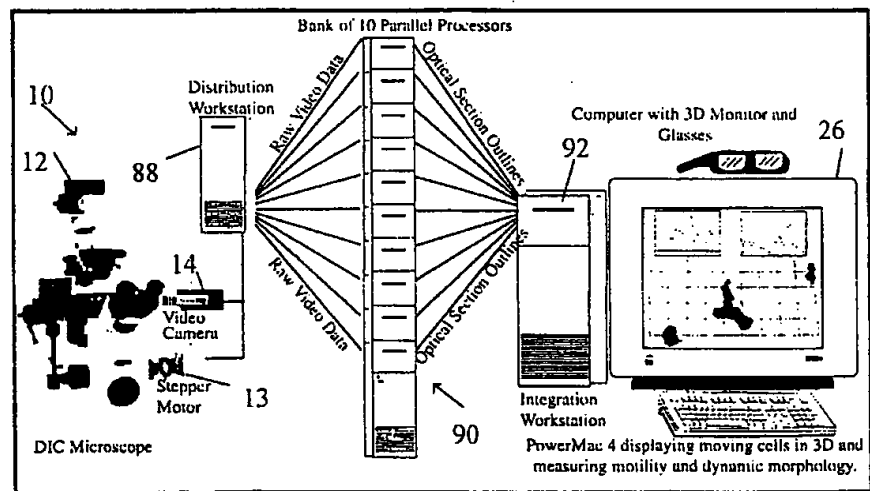 Bank of 10 Parallel Processors
Distribution
Workstation
Raw Video Data
Optical Section Outlines
Computer with 3D Monitor and
Glasses
10
12
88
92
26
14
Video
Camera
Raw Video Data
Optical Section Outlines
Stepper
Motor
13
90
Integration
Workstation
DIC Microscope
PowerMac 4 displaying moving cells in 3D and
measuring motility and dynamic morphology.